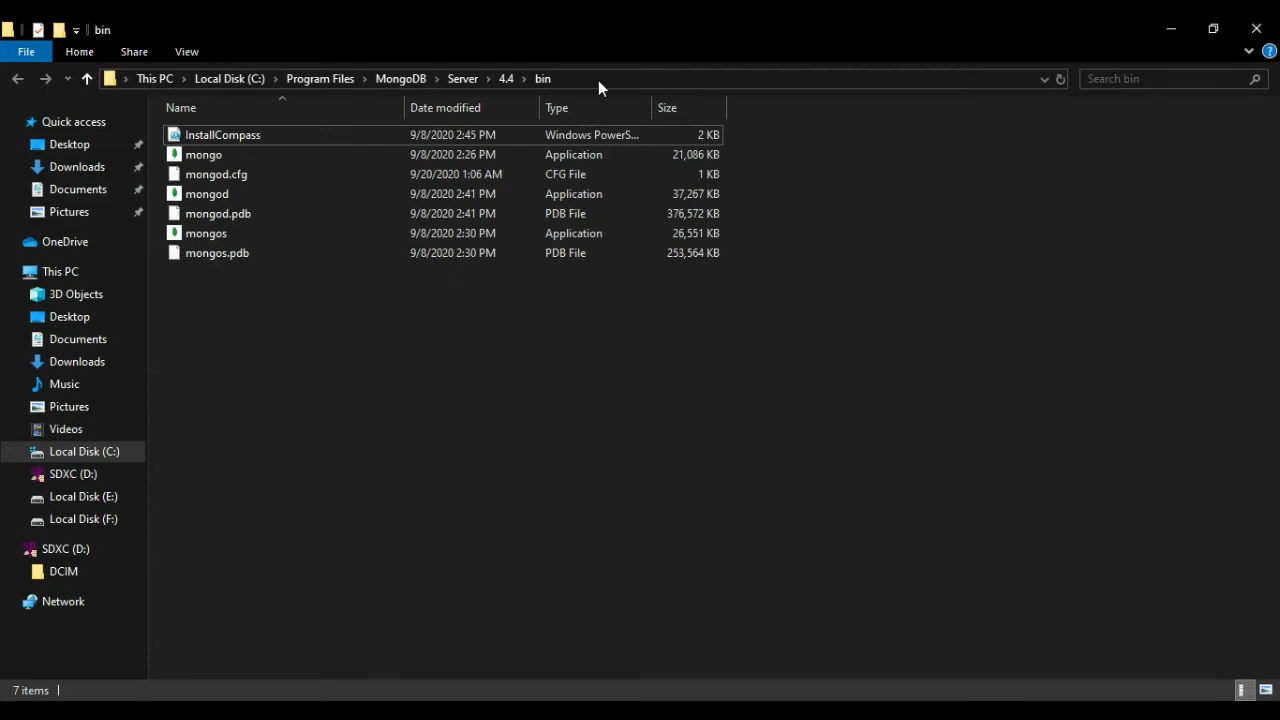 bin
File Home Share View
This PC Local Disk (C:) Program Files MongoDB Server 4.4 bin Search bin
Name Date modified Type Size
InstallCompass 9/8/2020 2:45 PM Windows PowerS... 2 KB
mongo 9/8/2020 2:26 PM Application 21,086 KB
mongod.cfg 9/20/2020 1:06 AM CFG File 1 KB
mongod 9/8/2020 2:41 PM Application 37,267 KB
mongod.pdb 9/8/2020 2:41 PM PDB File 376,572 KB
mongos 9/8/2020 2:30 PM Application 26,551 KB
mongos.pdb 9/8/2020 2:30 PM PDB File 253,564 KB
Quick access
Desktop
Downloads
Documents
Pictures
OneDrive
This PC
3D Objects
Desktop
Documents
Downloads
Music
Pictures
Videos
Local Disk (C:)
SDXC (D:)
Local Disk (E:)
Local Disk (F:)
SDXC (D:)
DCIM
Network
7 items